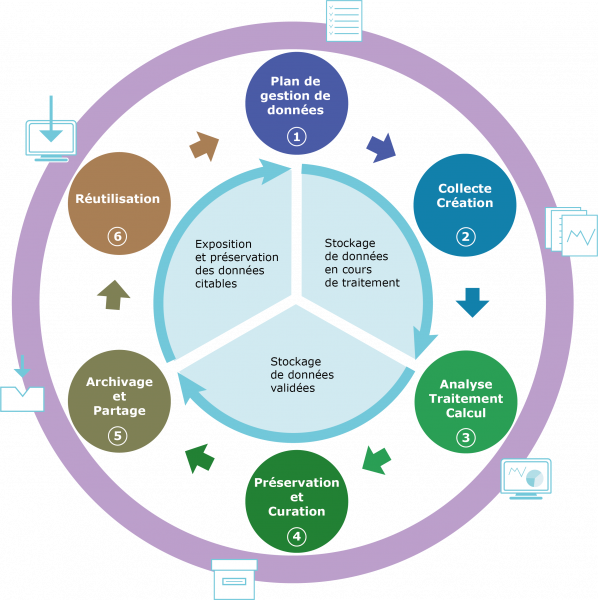 Plan de
gestion de
données
1
Collecte
Création
2
Analyse
Traitement
Calcul
3
Préservation
et
Curation
4
Archivage
et
Partage
5
Réutilisation
6
Exposition
et préservation
des données
citables
Stockage
de données
en cours
de traitement
Stockage
de données
validées